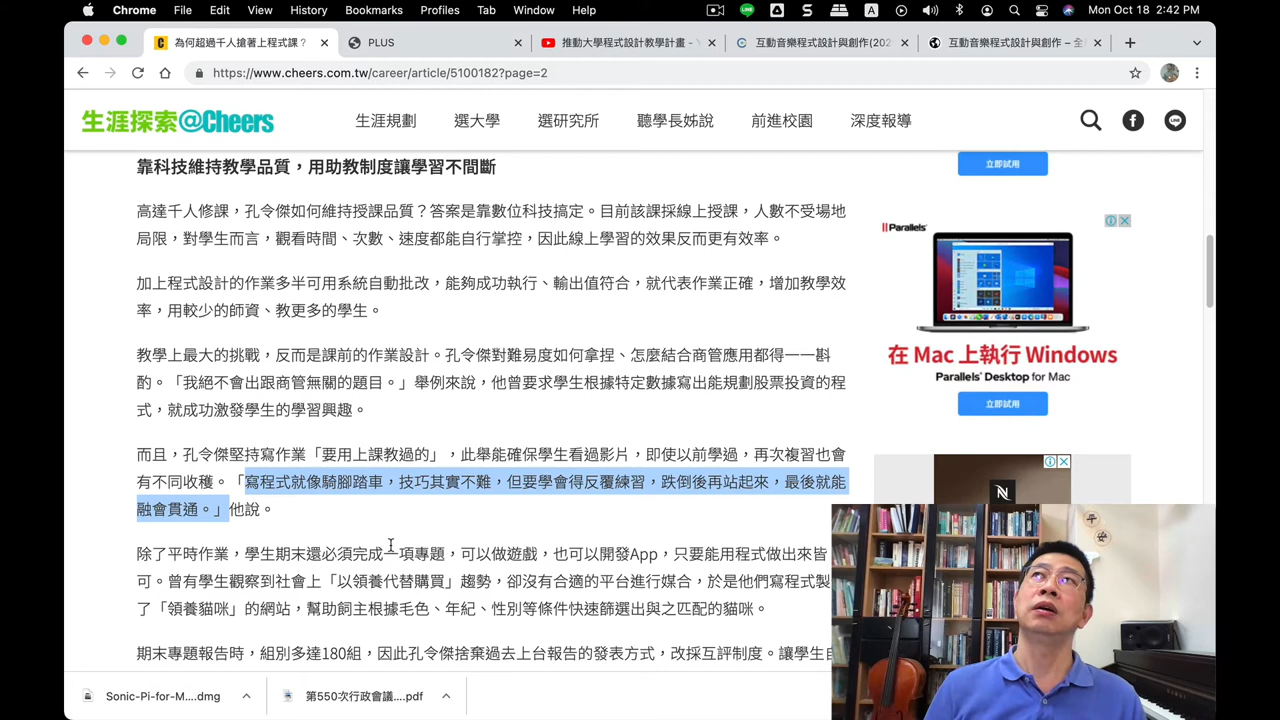 Chrome File Edit View History Bookmarks Profiles Tab Window Help A Mon Oct 18 2:42 PM
為何超過千人搶著上程式課？ PLUS 推動大學程式設計教學計畫 - Y 互動音樂程式設計與創作(202 互動音樂程式設計與創作 – 全
https://www.cheers.com.tw/career/article/5100182?page=2
生涯探索@Cheers 生涯規劃 選大學 選研究所 聽學長姊說 前進校園 深度報導
靠科技維持教學品質，用助教制度讓學習不間斷
立即試用
高達千人修課，孔令傑如何維持授課品質？答案是靠數位科技搞定。目前該課採線上授課，人數不受場地
局限，對學生而言，觀看時間、次數、速度都能自行掌控，因此線上學習的效果反而更有效率。
加上程式設計的作業多半可用系統自動批改，能夠成功執行、輸出值符合，就代表作業正確，增加教學效
率，用較少的師資、教更多的學生。
教學上最大的挑戰，反而是課前的作業設計。孔令傑對難易度如何拿捏、怎麼結合商管應用都得一一斟
酌。「我絕不會出跟商管無關的題目。」舉例來說，他曾要求學生根據特定數據寫出能規劃股票投資的程
式，就成功激發學生的學習興趣。
而且，孔令傑堅持寫作業「要用上課教過的」，此舉能確保學生看過影片，即使以前學過，再次複習也會
有不同收穫。「寫程式就像騎腳踏車，技巧其實不難，但要學會得反覆練習，跌倒後再站起來，最後就能
融會貫通。」他說。
除了平時作業，學生期末還必須完成一項專題，可以做遊戲，也可以開發App，只要能用程式做出來皆
可。曾有學生觀察到社會上「以領養代替購買」趨勢，卻沒有合適的平台進行媒合，於是他們寫程式製
了「領養貓咪」的網站，幫助飼主根據毛色、年紀、性別等條件快速篩選出與之匹配的貓咪。
期末專題報告時，組別多達180組，因此孔令傑捨棄過去上台報告的發表方式，改採互評制度。讓學生自
Parallels
在 Mac 上執行 Windows
Parallels Desktop for Mac
立即試用
N
平
安
Sonic-Pi-for-M....dmg 第550次行政會議....pdf